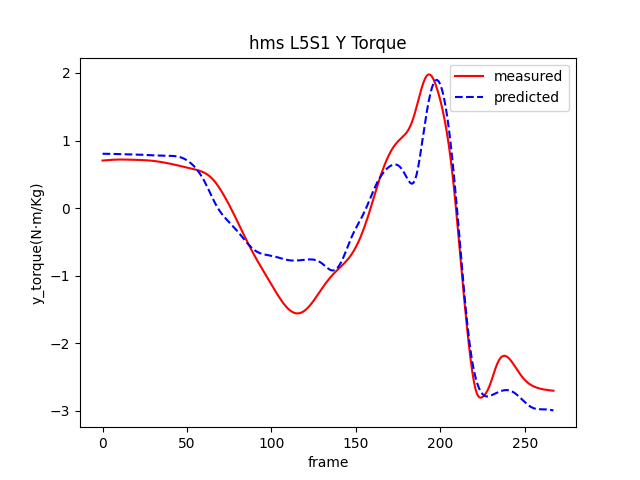 hms L5S1 Y Torque
measured
predicted
2
1
0
−1
−2
−3
y_torque(N·m/Kg)
0 50 100 150 200 250
frame